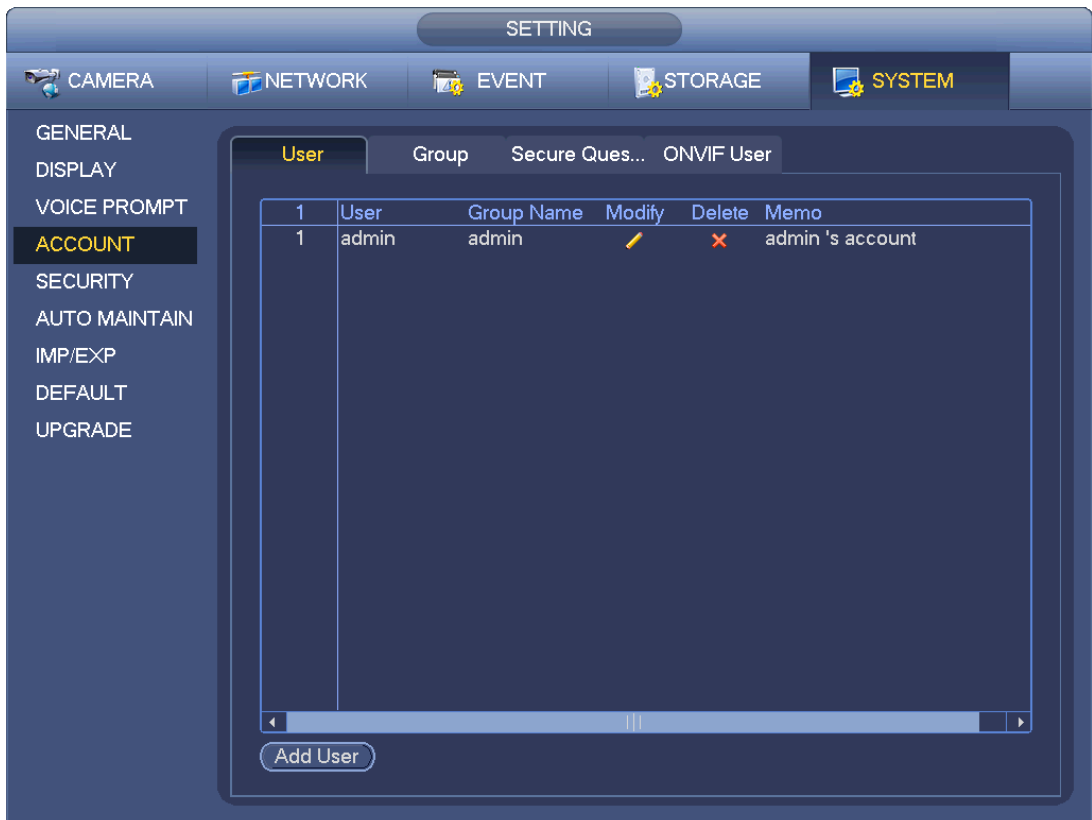 SETTING
CAMERA NETWORK EVENT STORAGE SYSTEM
GENERAL
DISPLAY
VOICE PROMPT
ACCOUNT
SECURITY
AUTO MAINTAIN
IMP/EXP
DEFAULT
UPGRADE
User Group Secure Ques... ONVIF User
1 User Group Name Modify Delete Memo
1 admin admin admin 's account
Add User